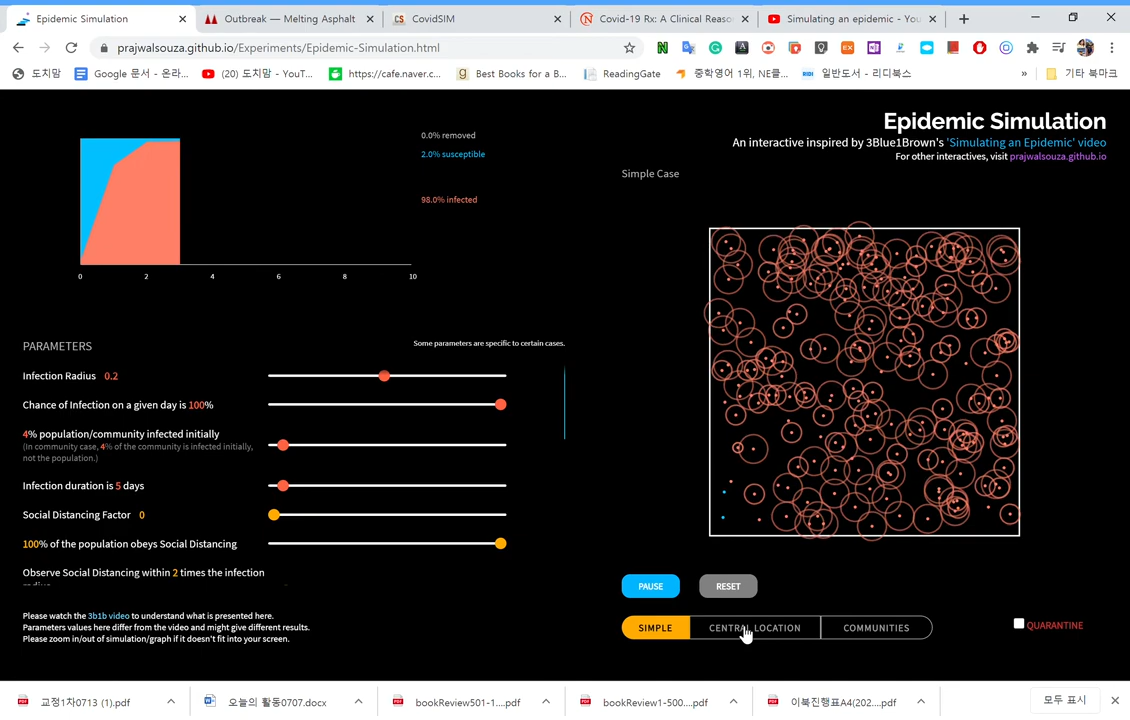 Epidemic Simulation
Outbreak — Melting Asphalt
CovidSIM
Covid-19 Rx: A Clinical Reaso
Simulating an epidemic - You
prajwalsouza.github.io/Experiments/Epidemic-Simulation.html
도치맘
Google 문서 - 온라...
(20) 도치맘 - YouT...
https://cafe.naver.c...
Best Books for a B...
ReadingGate
중학영어 1위, NE클...
일반도서 - 리디북스
»
기타 북마크
Epidemic Simulation
An interactive inspired by 3Blue1Brown's 'Simulating an Epidemic' video
For other interactives, visit prajwalsouza.github.io
0.0% removed
2.0% susceptible
98.0% infected
0 2 4 6 8 10
Simple Case
PARAMETERS
Some parameters are specific to certain cases.
Infection Radius 0.2
Chance of Infection on a given day is 100%
4% population/community infected initially
(In community case, 4% of the community is infected initially,
not the population.)
Infection duration is 5 days
Social Distancing Factor 0
100% of the population obeys Social Distancing
Observe Social Distancing within 2 times the infection
radius
Please watch the 3b1b video to understand what is presented here.
Parameters values here differ from the video and might give different results.
Please zoom in/out of simulation/graph if it doesn't fit into your screen.
PAUSE
RESET
SIMPLE
CENTRAL LOCATION
COMMUNITIES
QUARANTINE
교정1차0713 (1).pdf
오늘의 활동0707.docx
bookReview501-1....pdf
bookReview1-500....pdf
이북진행표A4(202....pdf
모두 표시